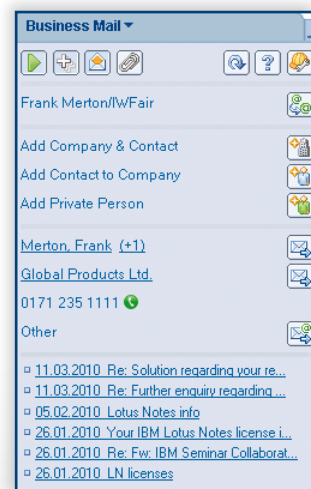 Business Mail
?
Frank Merton/IWFair
Add Company & Contact
Add Contact to Company
Add Private Person
Merton, Frank (+1)
Global Products Ltd.
0171 235 1111
Other
11.03.2010 Re: Solution regarding your re...
11.03.2010 Re: Further enquiry regarding ...
05.02.2010 Lotus Notes info
26.01.2010 Your IBM Lotus Notes license i...
26.01.2010 Re: Fw: IBM Seminar Collaborat...
26.01.2010 LN licenses